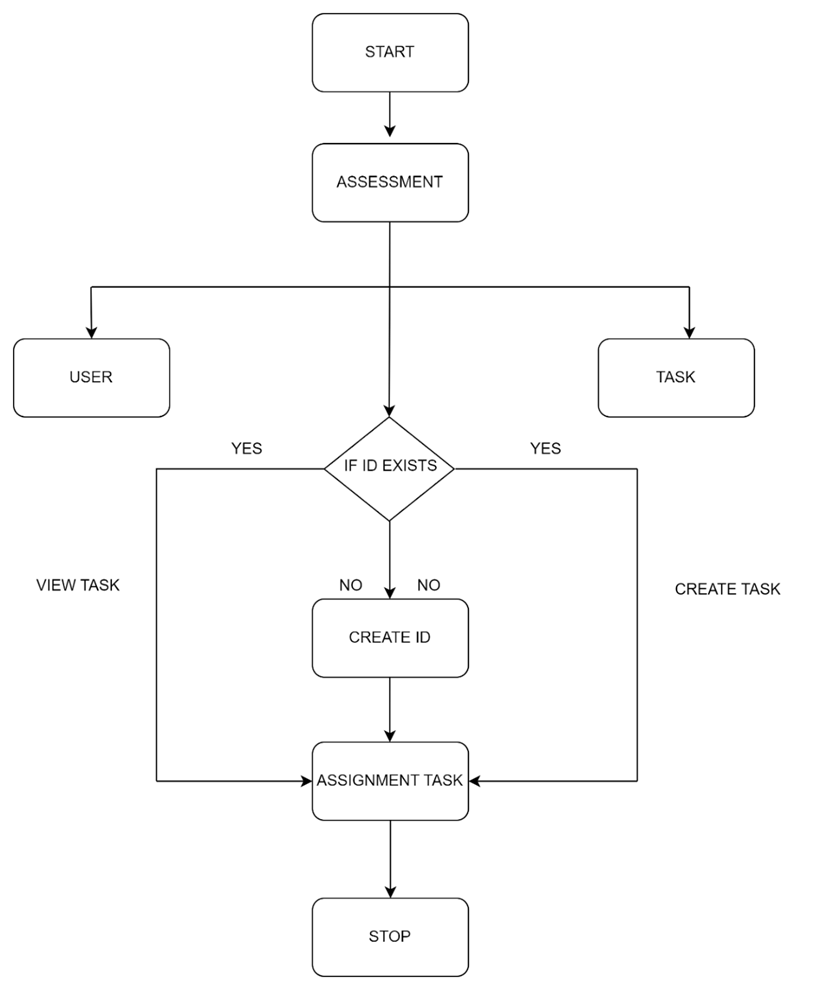 START
ASSESSMENT
USER
TASK
YES
IF ID EXISTS
YES
VIEW TASK
NO
NO
CREATE TASK
CREATE ID
ASSIGNMENT TASK
STOP